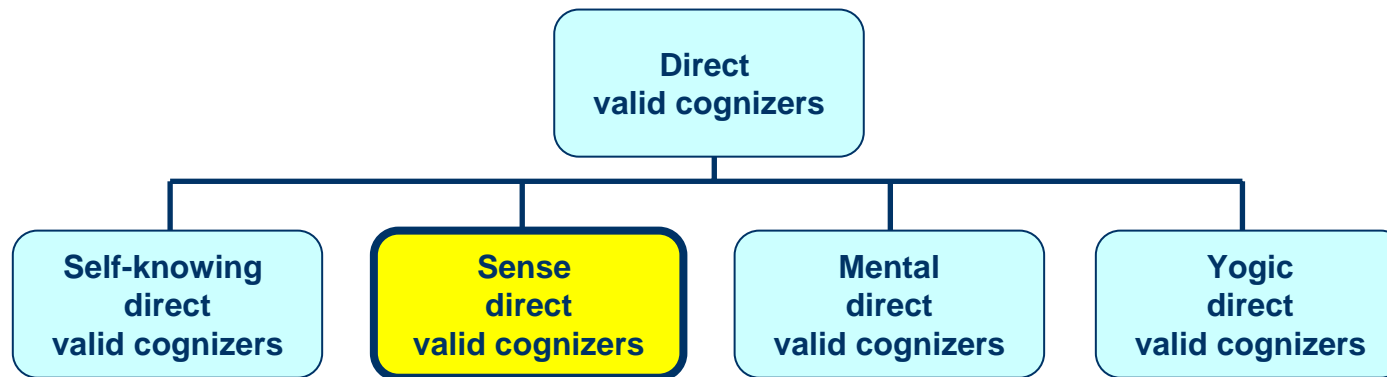 Direct
valid cognizers
Self-knowing
direct
valid cognizers
Sense
direct
valid cognizers
Mental
direct
valid cognizers
Yogic
direct
valid cognizers